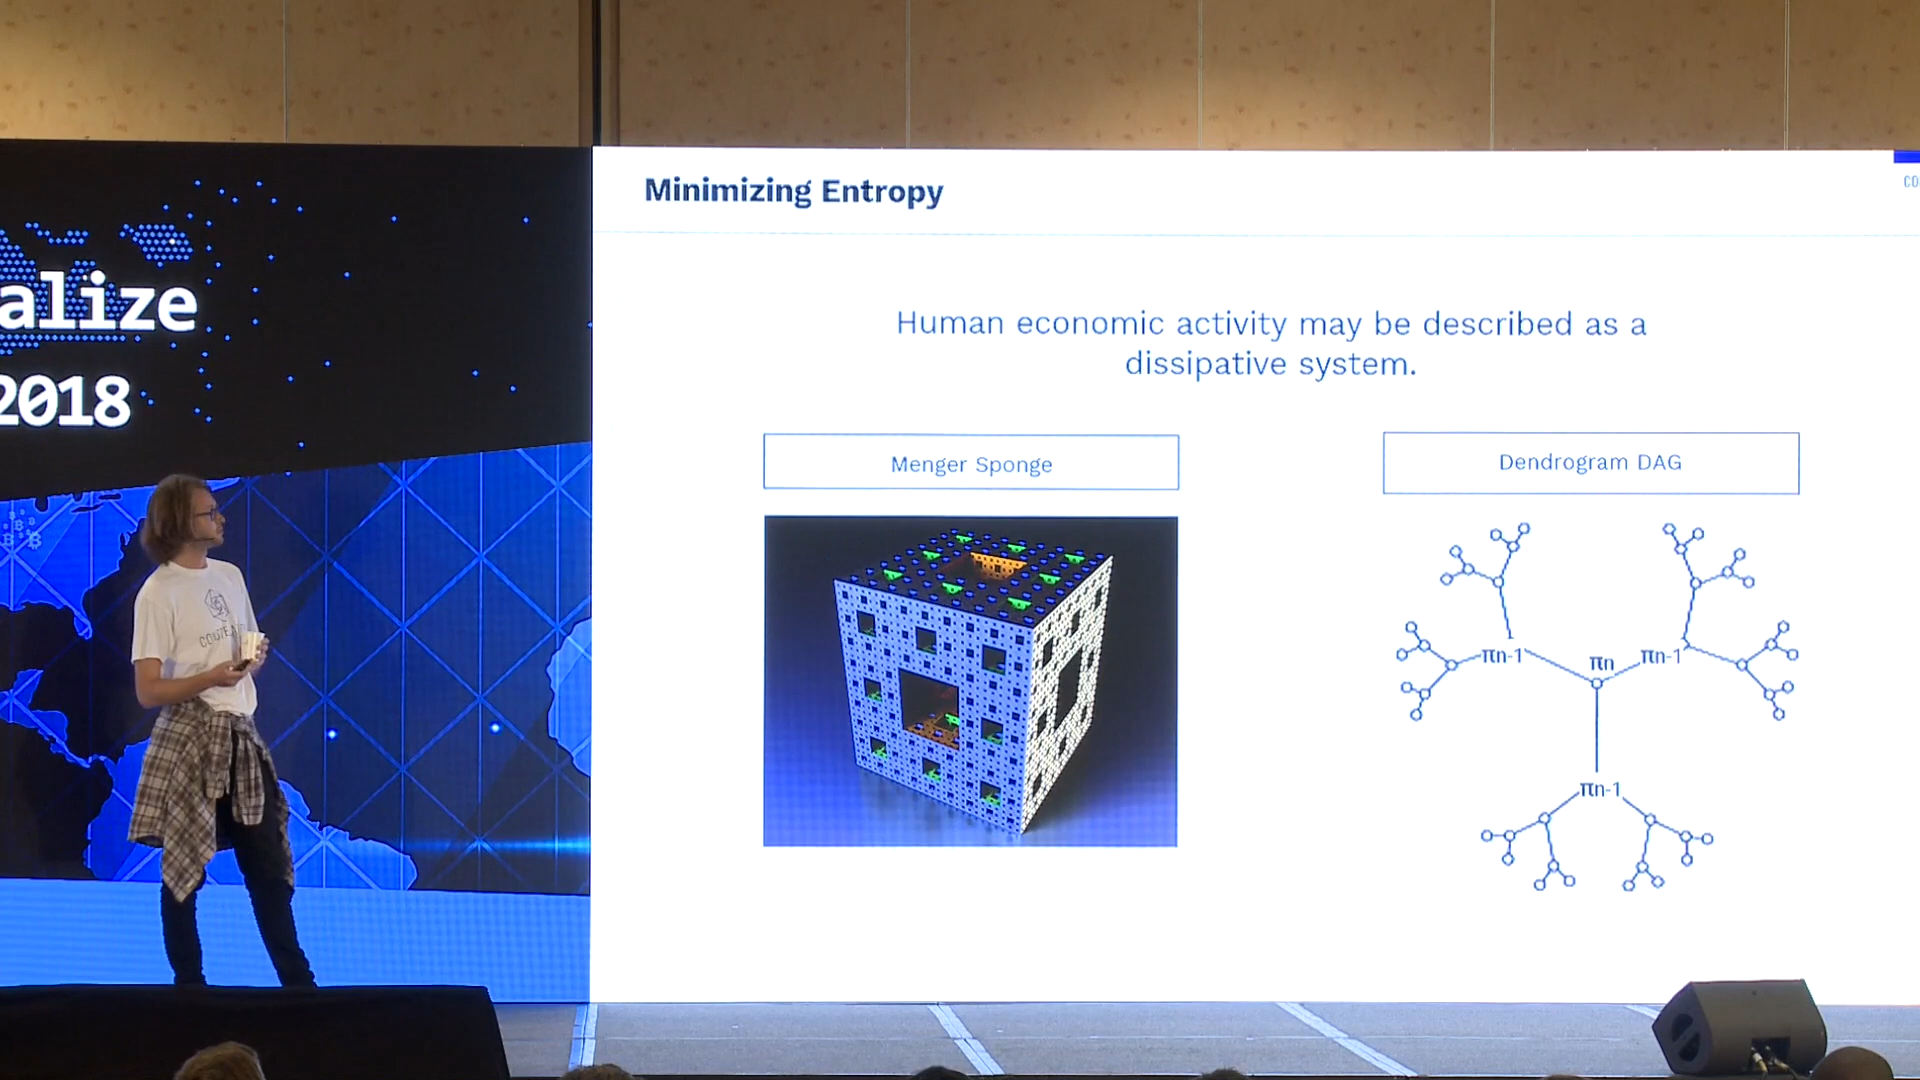 alize
2018
Minimizing Entropy
CO
Human economic activity may be described as a
dissipative system.
Menger Sponge
Dendrogram DAG
πn-1
πn
πn-1
πn-1